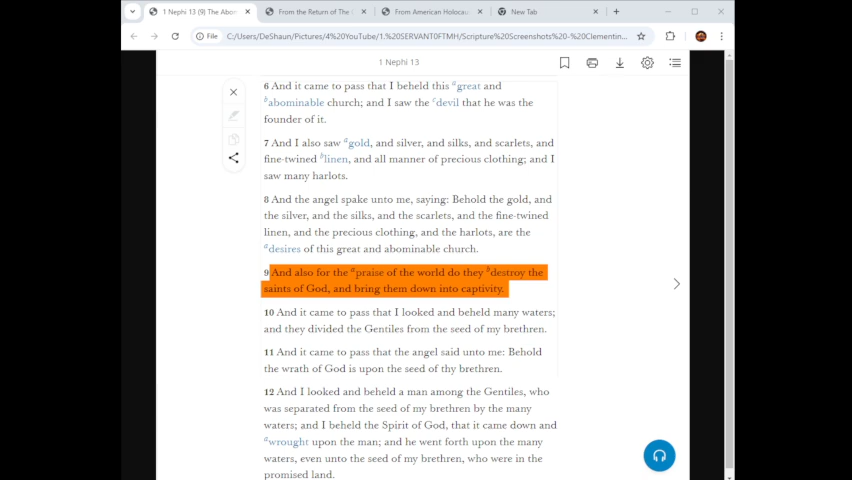 1 Nephi 13 (9) The Abom
From the Return of The
From American Holocau
New Tab
File
C:/Users/DeShaun/Pictures/4%20YouTube/1.%20SERVANT0FTMH/Scripture%20Screenshots%20-%20Clementin...
1 Nephi 13
6 And it came to pass that I beheld this a great and
b abominable church; and I saw the c devil that he was the
founder of it.
7 And I also saw a gold, and silver, and silks, and scarlets, and
fine-twined b linen, and all manner of precious clothing; and I
saw many harlots.
8 And the angel spake unto me, saying: Behold the gold, and
the silver, and the silks, and the scarlets, and the fine-twined
linen, and the precious clothing, and the harlots, are the
a desires of this great and abominable church.
9 And also for the a praise of the world do they b destroy the
saints of God, and bring them down into captivity.
10 And it came to pass that I looked and beheld many waters;
and they divided the Gentiles from the seed of my brethren.
11 And it came to pass that the angel said unto me: Behold
the wrath of God is upon the seed of thy brethren.
12 And I looked and beheld a man among the Gentiles, who
was separated from the seed of my brethren by the many
waters; and I beheld the Spirit of God, that it came down and
a wrought upon the man; and he went forth upon the many
waters, even unto the seed of my brethren, who were in the
promised land.